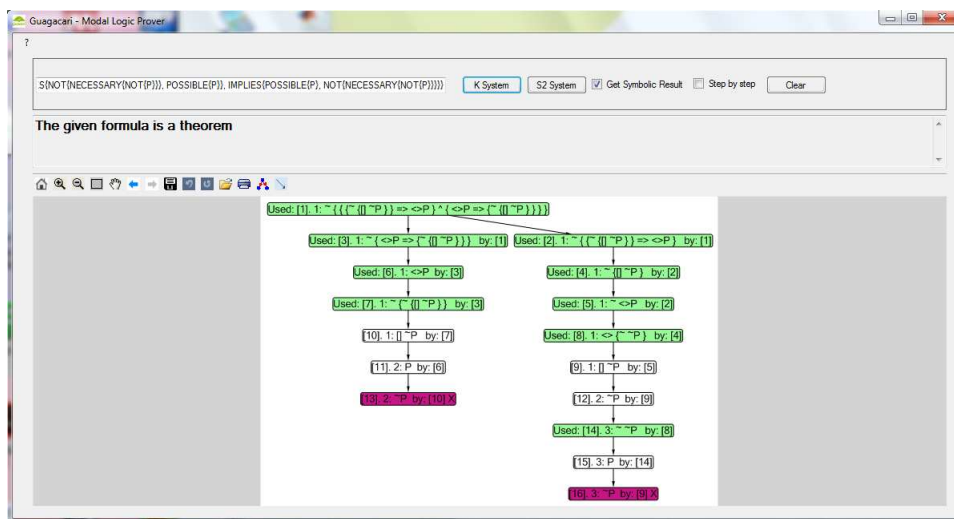 Guagacari - Modal Logic Prover
?
S{NOT{NECESSARY{NOT{P}}}, POSSIBLE{P}}, IMPLIES{POSSIBLE{P}, NOT{NECESSARY{NOT{P}}}}} K System S2 System Get Symbolic Result Step by step Clear
The given formula is a theorem
Used: [1]. 1: ~ { { {~ {[] ~P } } => <>P } ^ { <>P => {~ {[] ~P } } } }
Used: [3]. 1: ~ { <>P => {~ {[] ~P } } } by: [1] Used: [2]. 1: ~ { {~ {[] ~P } } => <>P } by: [1]
Used: [6]. 1: <>P by: [3] Used: [4]. 1: ~ {[] ~P } by: [2]
Used: [7]. 1: ~ {~ {[] ~P } } by: [3] Used: [5]. 1: ~ <>P by: [2]
[10]. 1: [] ~P by: [7] Used: [8]. 1: <> {~ ~P } by: [4]
[11]. 2: P by: [6] [9]. 1: [] ~P by: [5]
[13]. 2: ~P by: [10] X [12]. 2: ~P by: [9]
Used: [14]. 3: ~ ~P by: [8]
[15]. 3: P by: [14]
[16]. 3: ~P by: [9] X